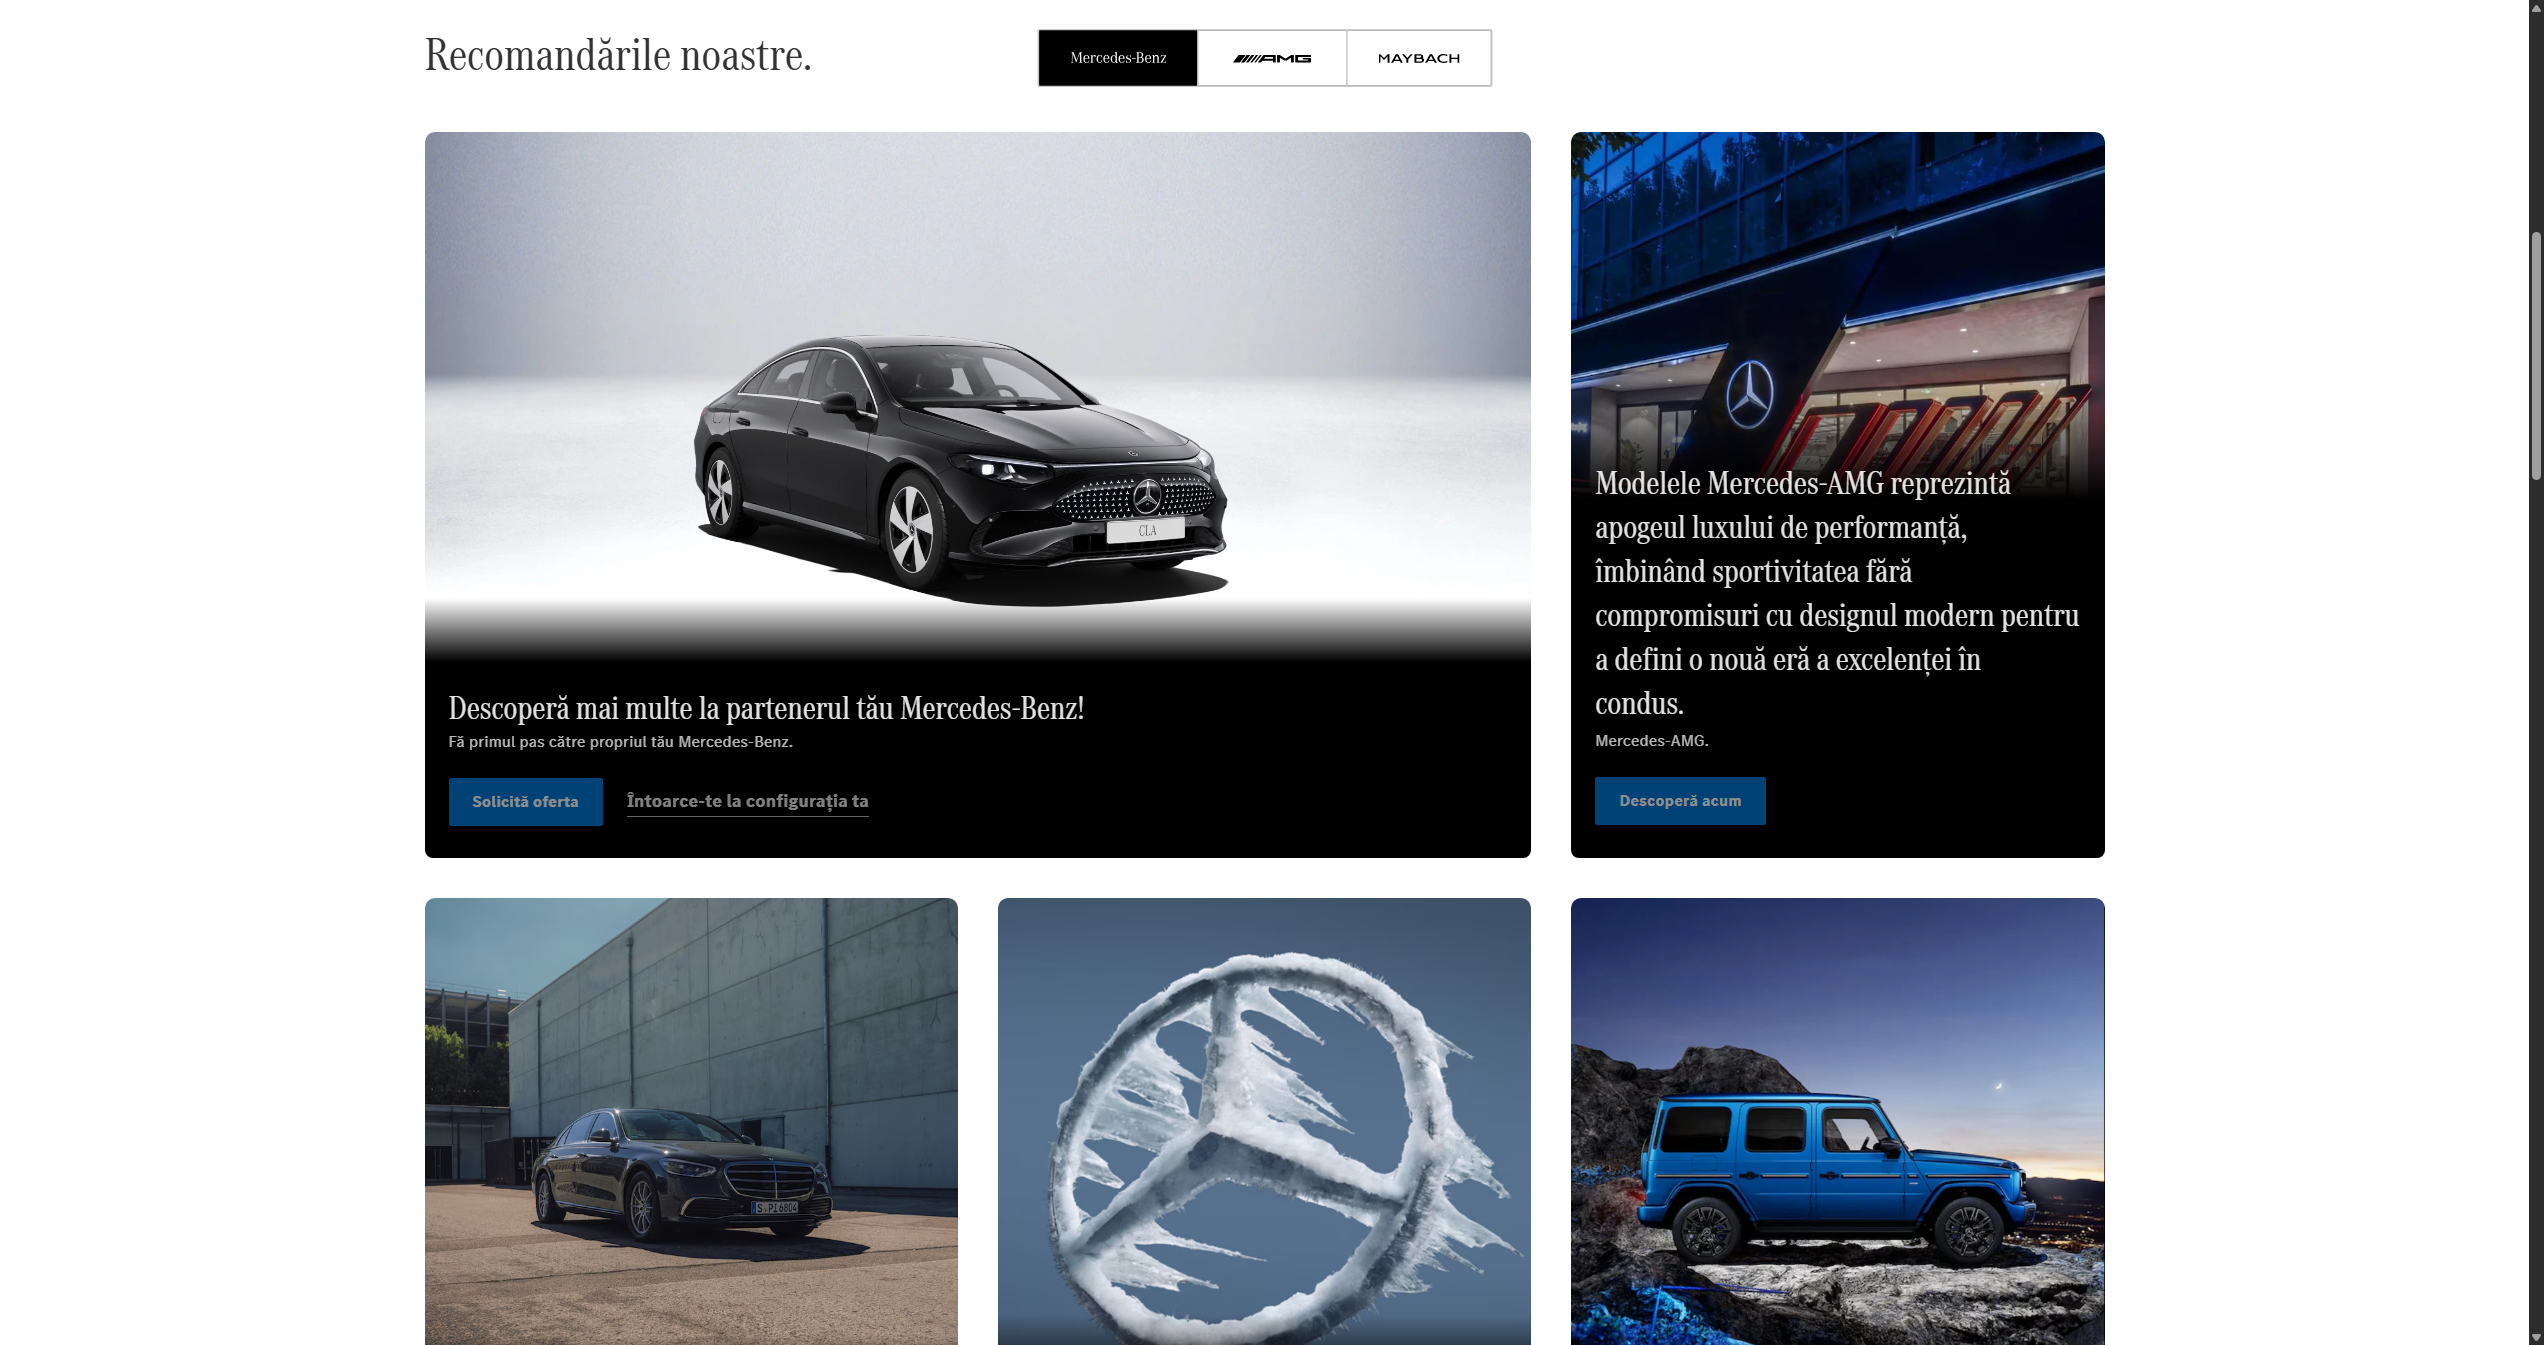 Recomandările noastre.
Mercedes-Benz
AMG
MAYBACH
CLA
Descoperă mai multe la partenerul tău Mercedes-Benz!
Fă primul pas către propriul tău Mercedes-Benz.
Solicită oferta
Întoarce-te la configurația ta
Modelele Mercedes-AMG reprezintă
apogeul luxului de performanță,
îmbinând sportivitatea fără
compromisuri cu designul modern pentru
a defini o nouă eră a excelenței în
condus.
Mercedes-AMG.
Descoperă acum
S PI 6804